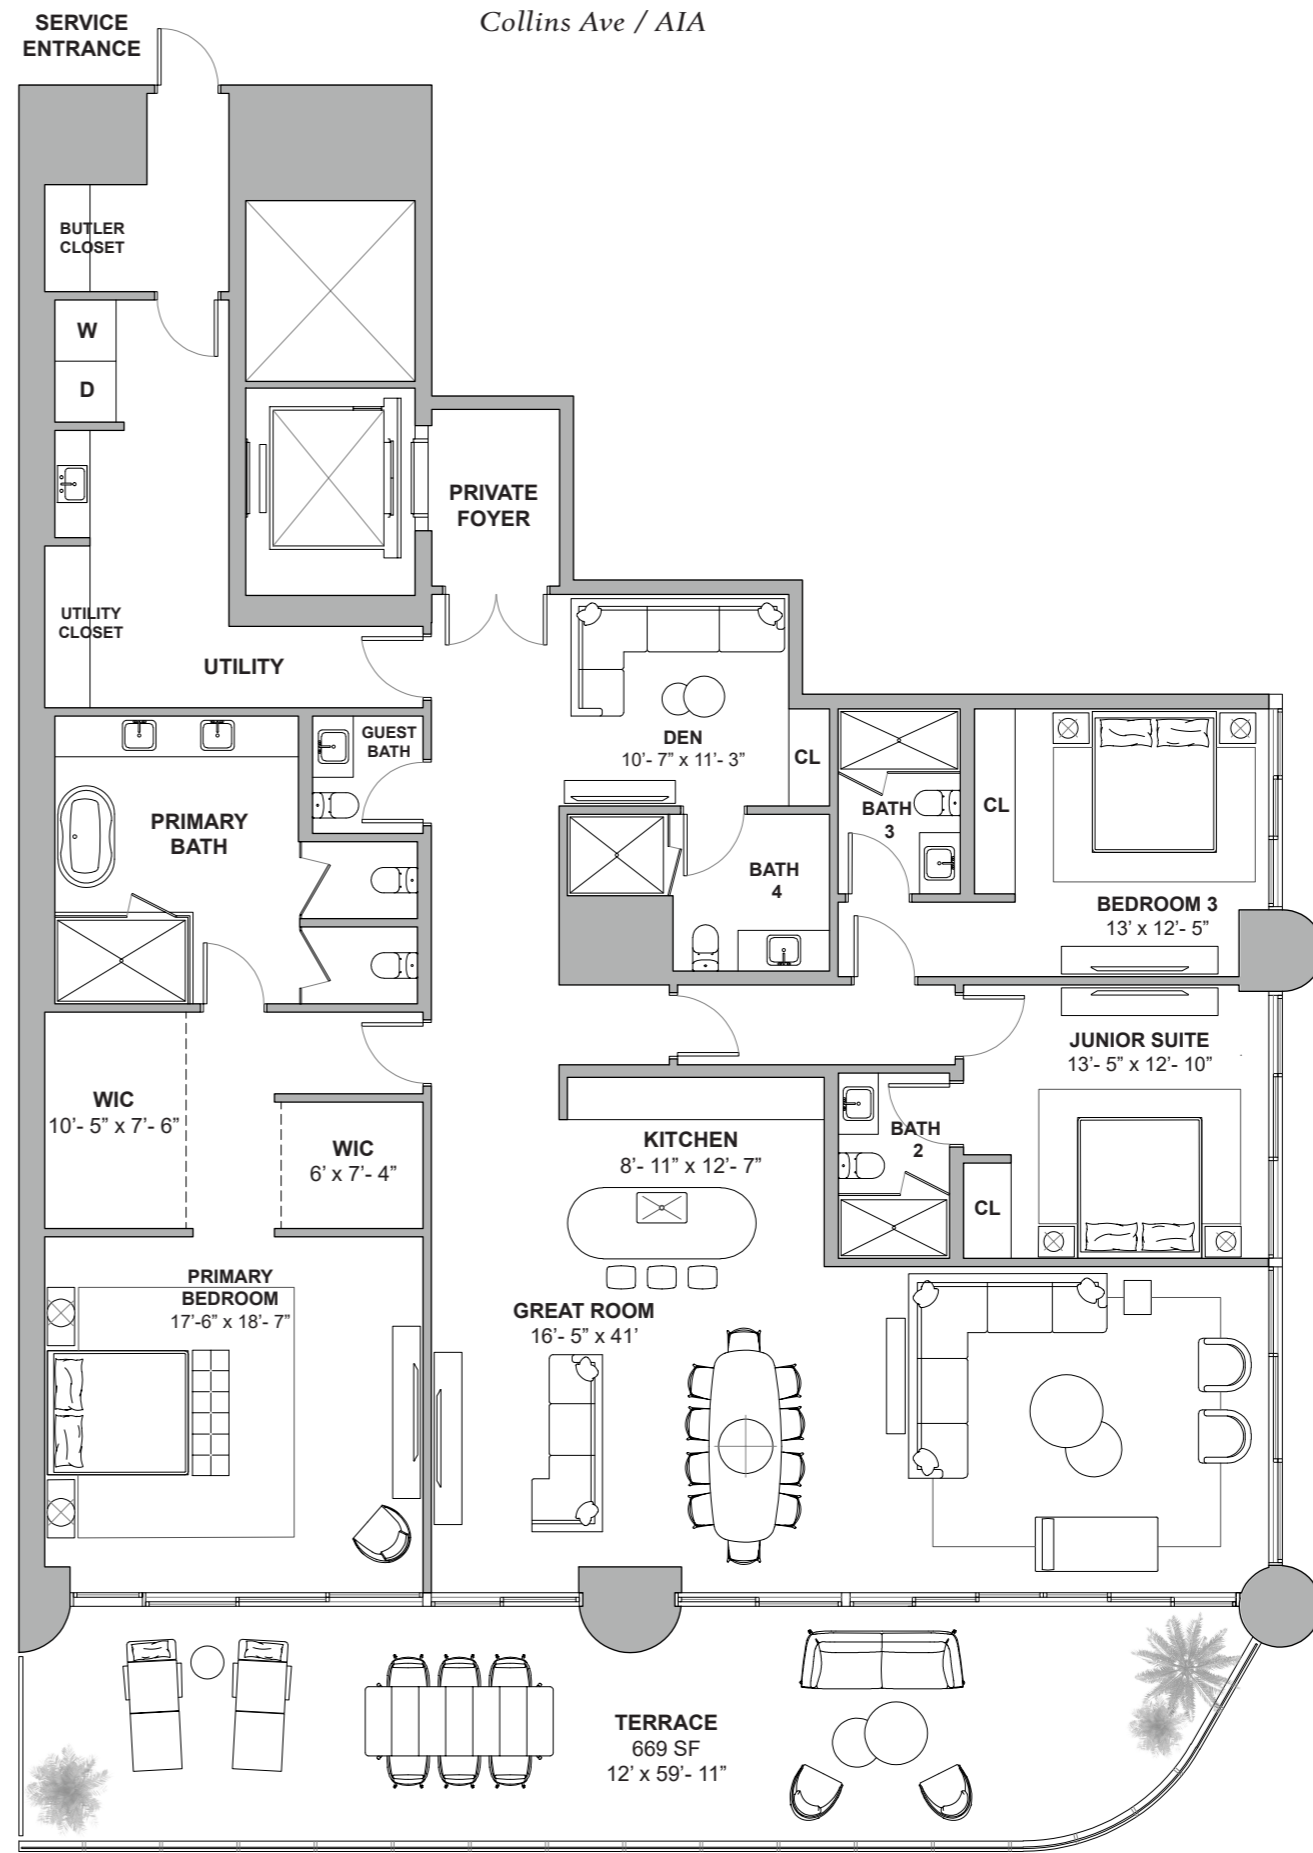 Collins Ave / AIA
SERVICE
ENTRANCE
BUTLER
CLOSET
W
D
PRIVATE
FOYER
UTILITY
CLOSET
UTILITY
GUEST
BATH
DEN
10’- 7” x 11’- 3”
CL
BATH
3
CL
PRIMARY
BATH
BATH
4
BEDROOM 3
13’ x 12’- 5”
JUNIOR SUITE
13’- 5” x 12’- 10”
WIC
10’- 5” x 7’- 6”
WIC
6’ x 7’- 4”
KITCHEN
8’- 11” x 12’- 7”
BATH
2
CL
PRIMARY
BEDROOM
17’-6” x 18’- 7”
GREAT ROOM
16’- 5” x 41’
TERRACE
669 SF
12’ x 59’- 11”